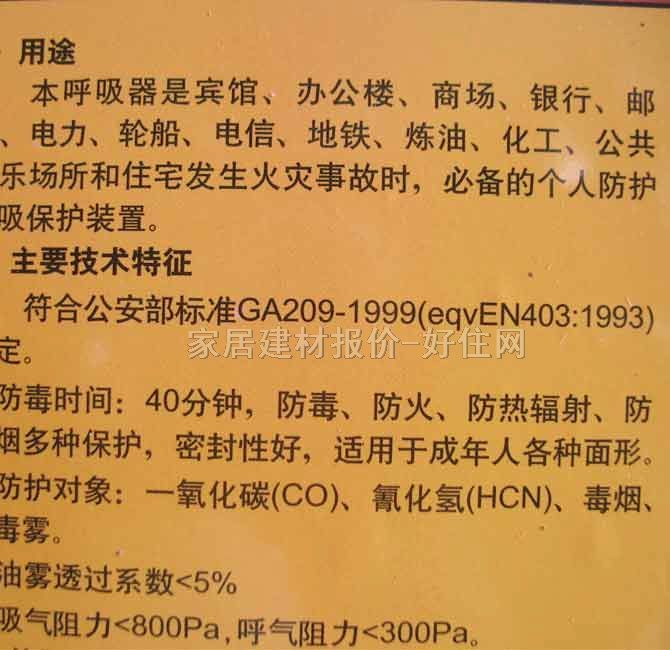 用途
本呼吸器是宾馆、办公楼、商场、银行、邮
、电力、轮船、电信、地铁、炼油、化工、公共
乐场所和住宅发生火灾事故时，必备的个人防护
吸保护装置。
主要技术特征
符合公安部标准GA209-1999(eqvEN403:1993)
定。
家居建材报价-好住网
防毒时间：40分钟，防毒、防火、防热辐射、防
烟多种保护，密封性好，适用于成年人各种面形。
防护对象：一氧化碳(CO)、氰化氢(HCN)、毒烟、
毒雾。
油雾透过系数<5%
吸气阻力<800Pa,呼气阻力<300Pa。